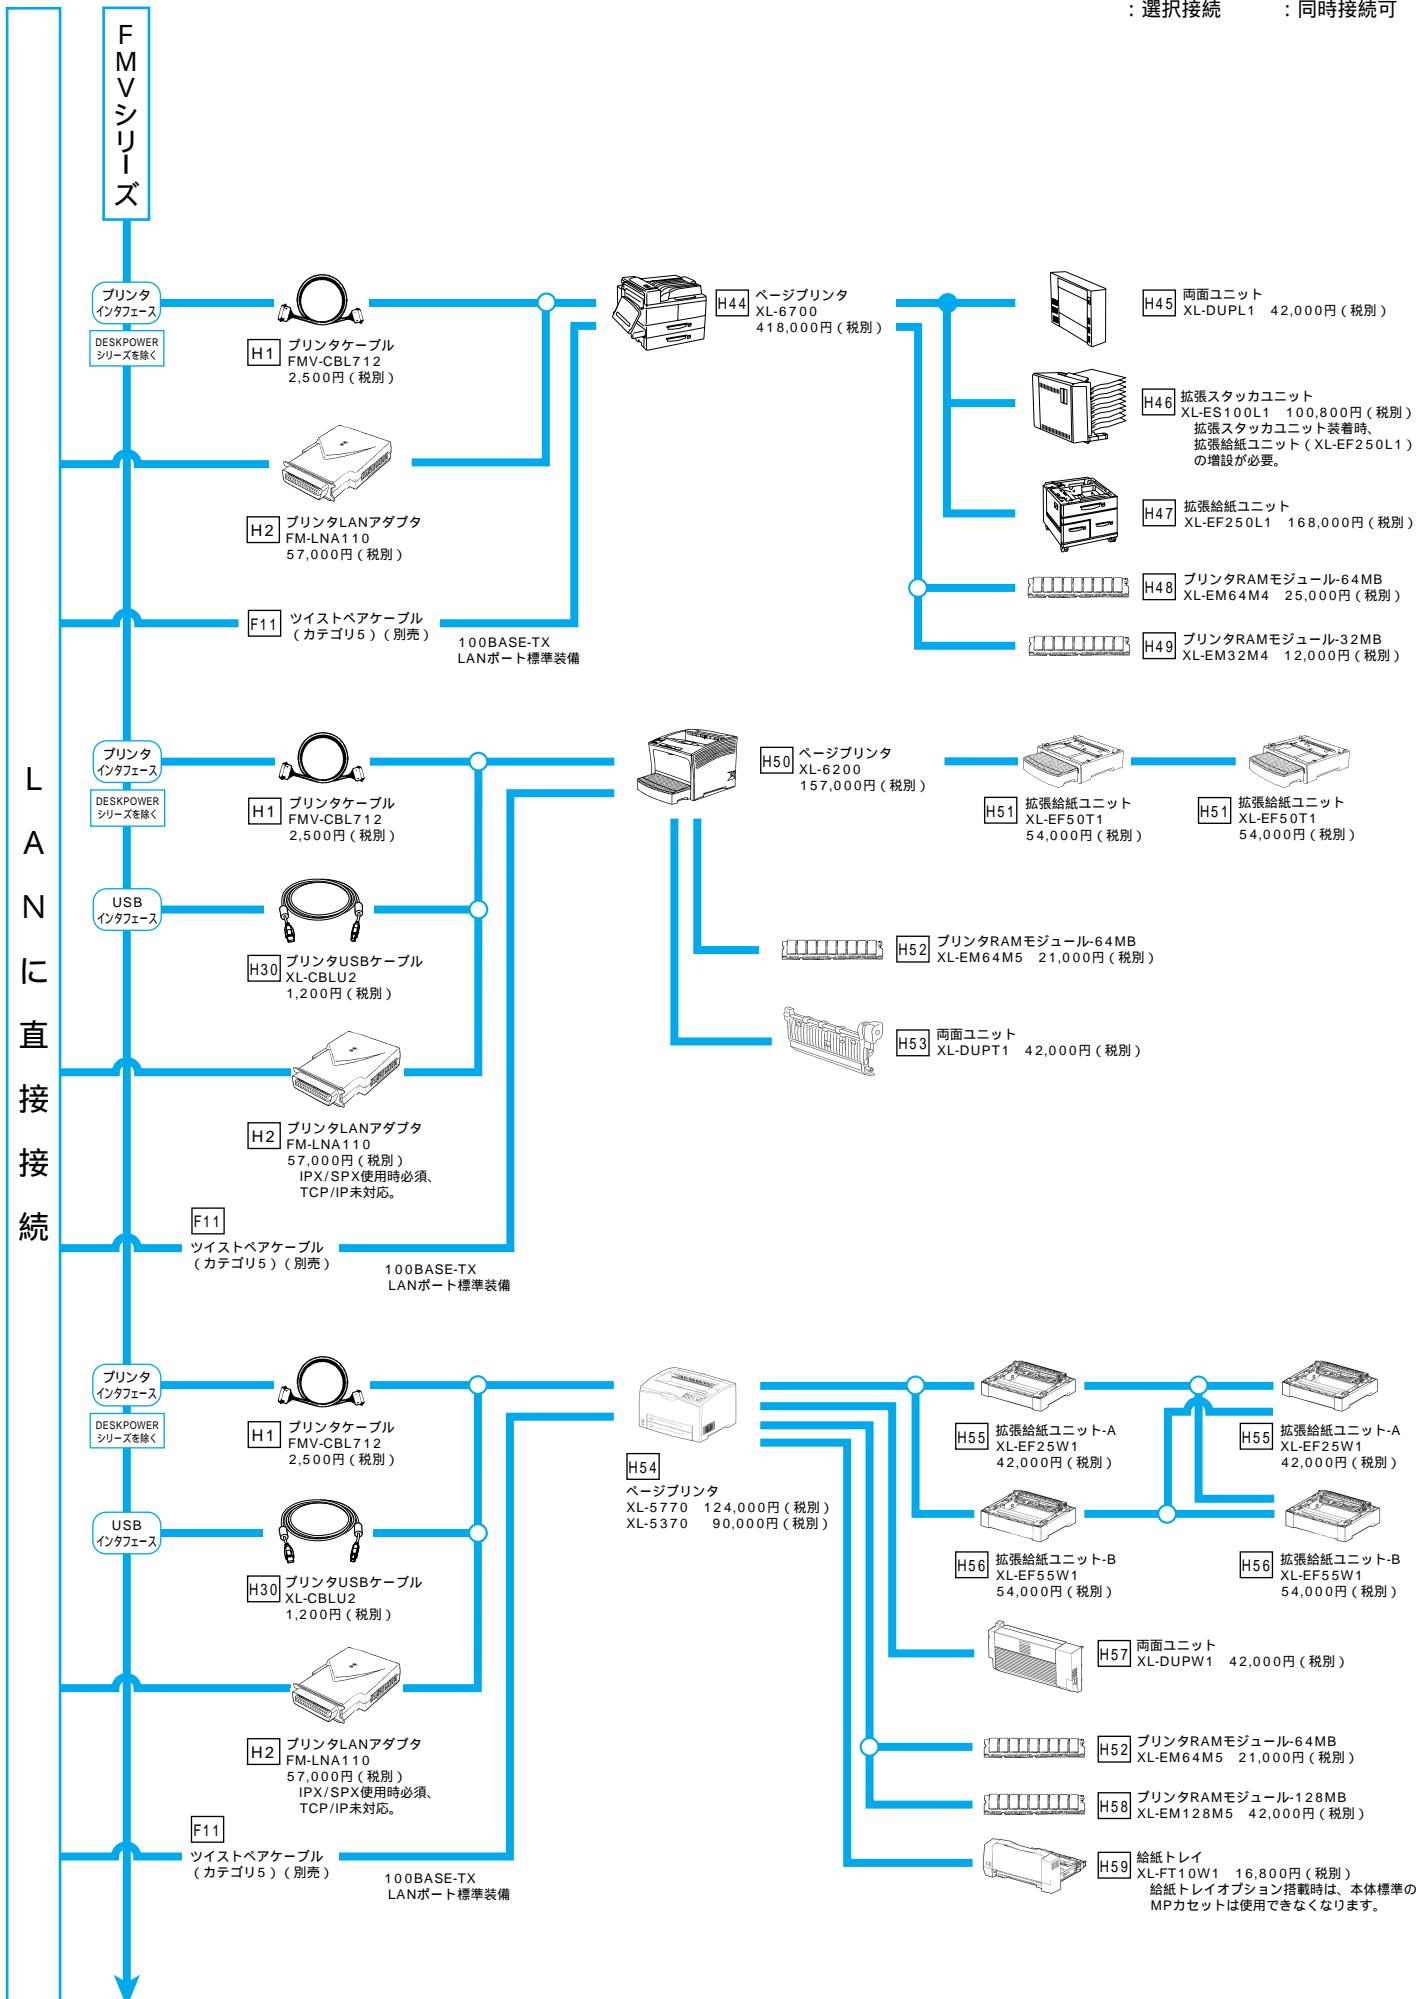 ：選択接続　：同時接続可
FMVシリーズ
LANに直接接続
プリンタ
インタフェース
DESKPOWER
シリーズを除く
H1 プリンタケーブル
FMV-CBL712
2,500円（税別）
H2 プリンタLANアダプタ
FM-LNA110
57,000円（税別）
F11 ツイストペアケーブル
（カテゴリ5）（別売）
100BASE-TX
LANポート標準装備
H44 ページプリンタ
XL-6700
418,000円（税別）
H45 両面ユニット
XL-DUPL1　42,000円（税別）
H46 拡張スタッカユニット
XL-ES100L1　100,800円（税別）
拡張スタッカユニット装着時、
拡張給紙ユニット（XL-EF250L1）
の増設が必要。
H47 拡張給紙ユニット
XL-EF250L1　168,000円（税別）
H48 プリンタRAMモジュール-64MB
XL-EM64M4　25,000円（税別）
H49 プリンタRAMモジュール-32MB
XL-EM32M4　12,000円（税別）
プリンタ
インタフェース
DESKPOWER
シリーズを除く
H1 プリンタケーブル
FMV-CBL712
2,500円（税別）
USB
インタフェース
H30 プリンタUSBケーブル
XL-CBLU2
1,200円（税別）
H2 プリンタLANアダプタ
FM-LNA110
57,000円（税別）
IPX/SPX使用時必須、
TCP/IP未対応。
F11
ツイストペアケーブル
（カテゴリ5）（別売）
100BASE-TX
LANポート標準装備
H50 ページプリンタ
XL-6200
157,000円（税別）
H51 拡張給紙ユニット
XL-EF50T1
54,000円（税別）
H51 拡張給紙ユニット
XL-EF50T1
54,000円（税別）
H52 プリンタRAMモジュール-64MB
XL-EM64M5　21,000円（税別）
H53 両面ユニット
XL-DUPT1　42,000円（税別）
プリンタ
インタフェース
DESKPOWER
シリーズを除く
H1 プリンタケーブル
FMV-CBL712
2,500円（税別）
USB
インタフェース
H30 プリンタUSBケーブル
XL-CBLU2
1,200円（税別）
H2 プリンタLANアダプタ
FM-LNA110
57,000円（税別）
IPX/SPX使用時必須、
TCP/IP未対応。
F11
ツイストペアケーブル
（カテゴリ5）（別売）
100BASE-TX
LANポート標準装備
H54
ページプリンタ
XL-5770　124,000円（税別）
XL-5370　90,000円（税別）
H55 拡張給紙ユニット-A
XL-EF25W1
42,000円（税別）
H55 拡張給紙ユニット-A
XL-EF25W1
42,000円（税別）
H56 拡張給紙ユニット-B
XL-EF55W1
54,000円（税別）
H56 拡張給紙ユニット-B
XL-EF55W1
54,000円（税別）
H57 両面ユニット
XL-DUPW1　42,000円（税別）
H52 プリンタRAMモジュール-64MB
XL-EM64M5　21,000円（税別）
H58 プリンタRAMモジュール-128MB
XL-EM128M5　42,000円（税別）
H59 給紙トレイ
XL-FT10W1　16,800円（税別）
給紙トレイオプション搭載時は、本体標準の
MPカセットは使用できなくなります。